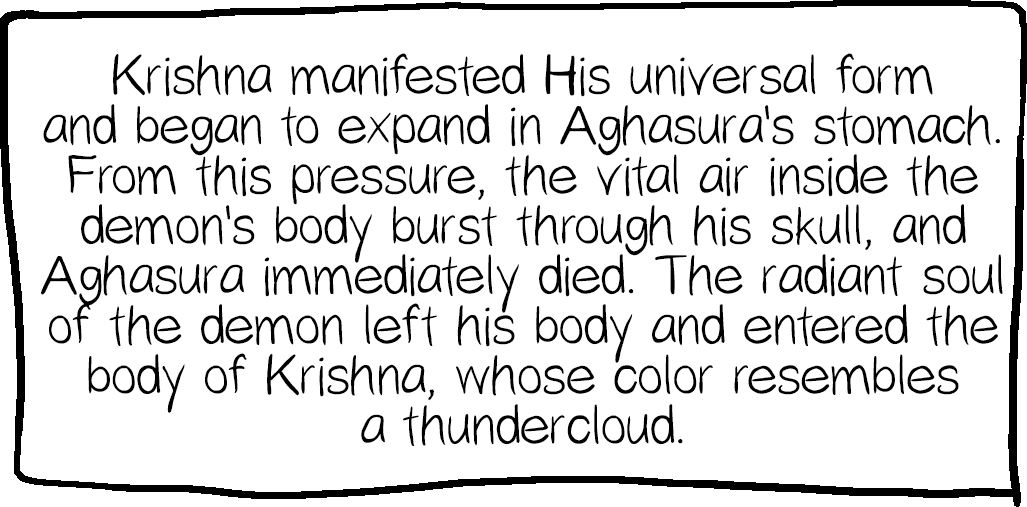 Krishna manifested His universal form
and began to expand in Aghasura's stomach.
From this pressure, the vital air inside the
demon's body burst through his skull, and
Aghasura immediately died. The radiant soul
of the demon left his body and entered the
body of Krishna, whose color resembles
a thundercloud.